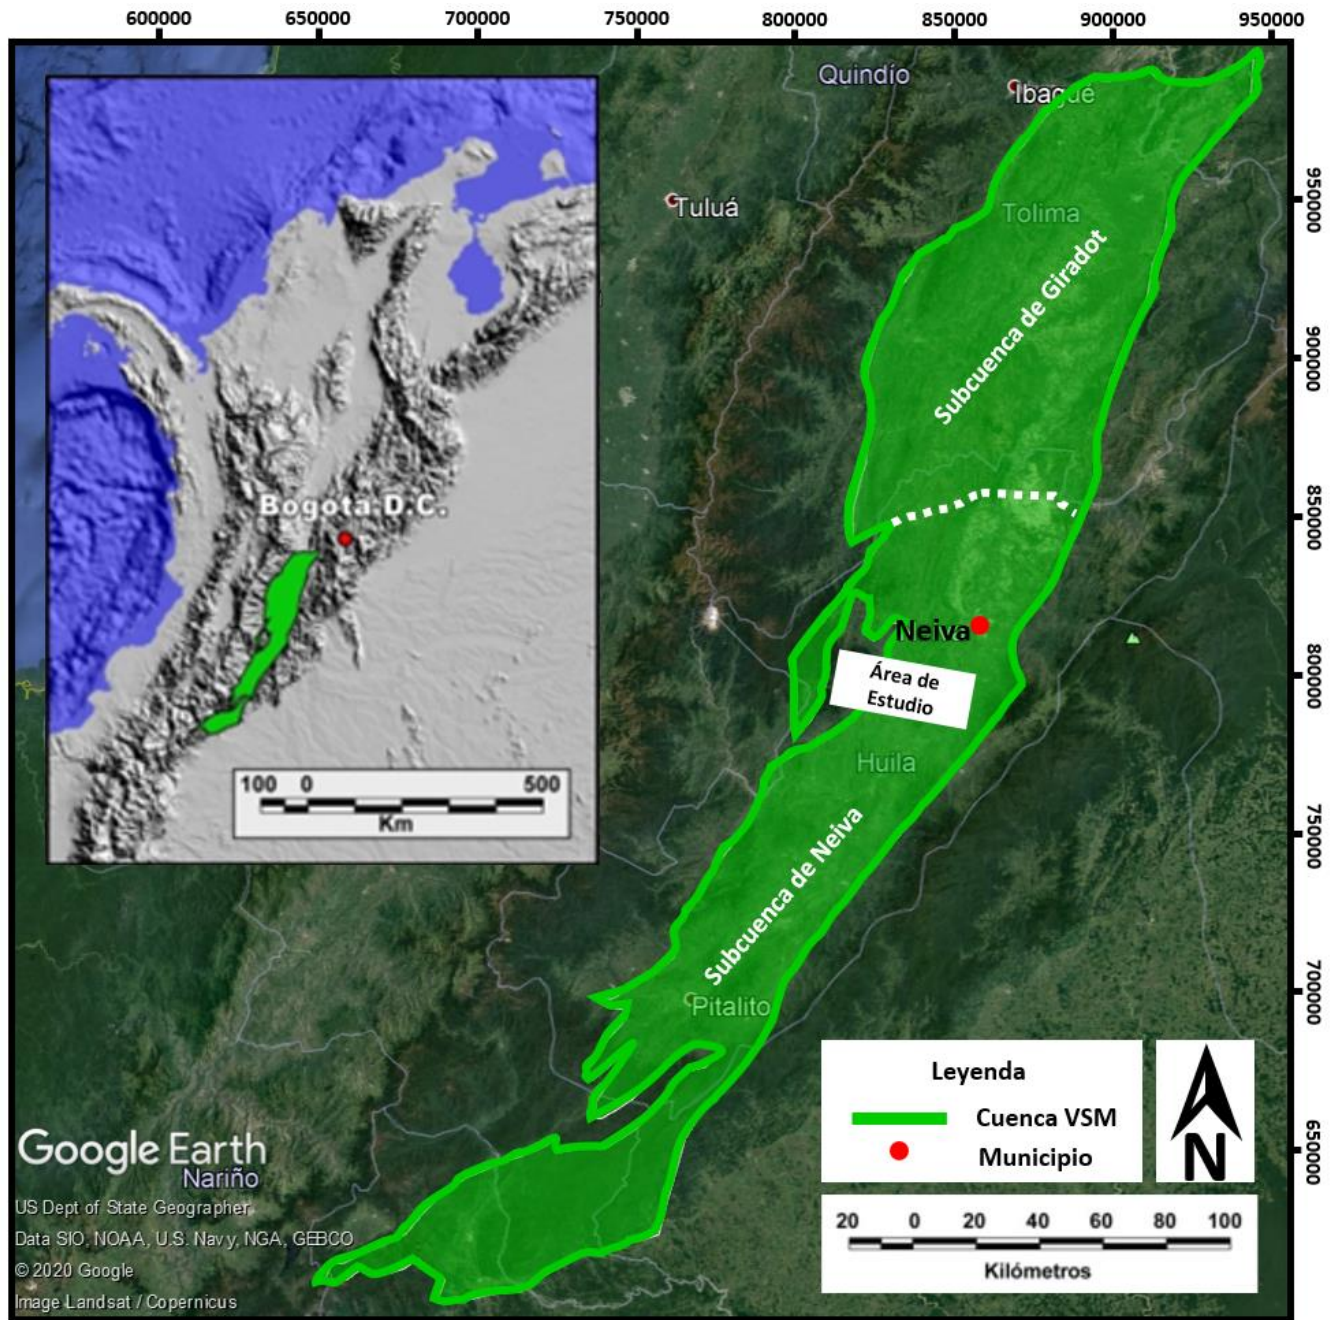 600000 650000 700000 750000 800000 850000 900000 950000
Quindío
Ibagué
Tuluá
Tolima
Subcuenca de Giradot
Bogota D.C.
100 0 500
Km
Neiva
Área de
Estudio
Huila
Subcuenca de Neiva
Pitalito
950000
900000
850000
800000
750000
700000
650000
Leyenda
Cuenca VSM
Municipio
N
20 0 20 40 60 80 100
Kilómetros
Google Earth
Nariño
US Dept of State Geographer
Data SIO, NOAA, U.S. Navy, NGA, GEBCO
© 2020 Google
Image Landsat / Copernicus